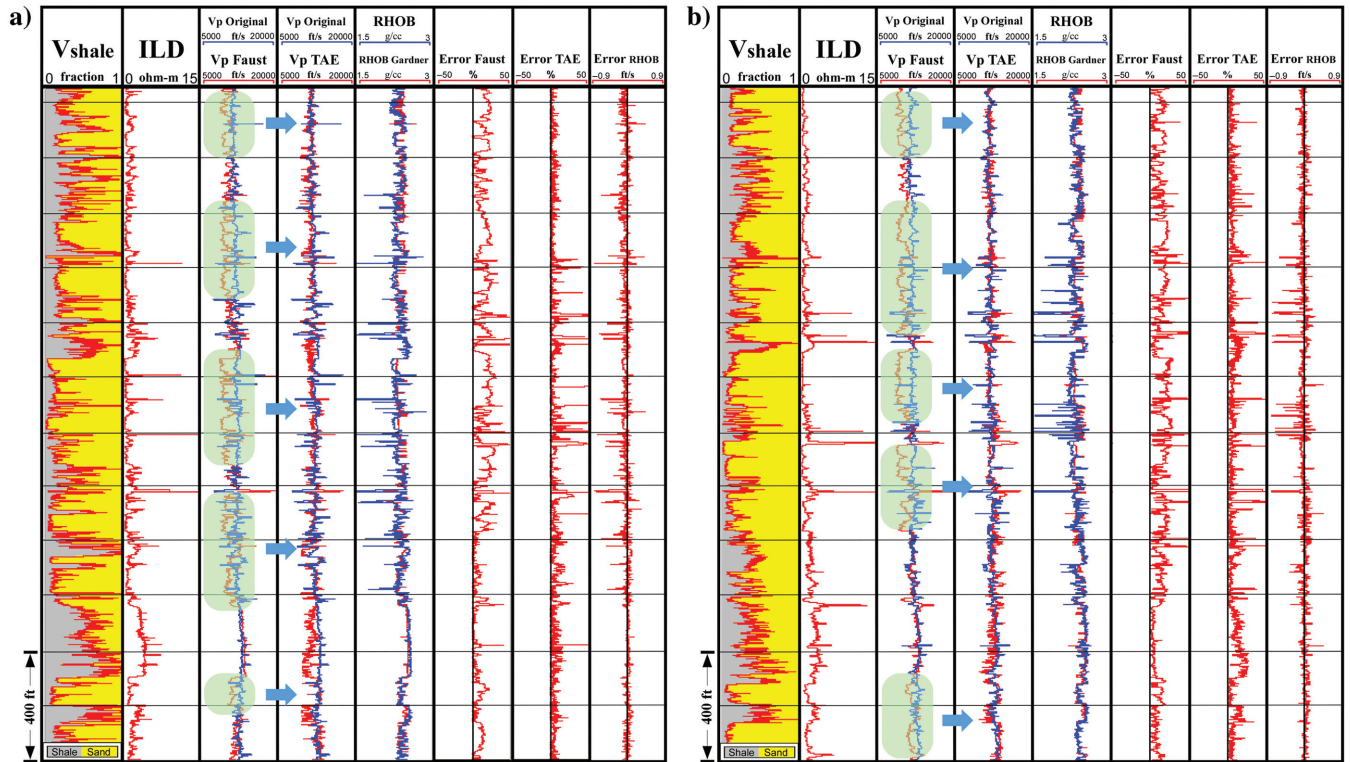 a)
Vshale
0 fraction 1
ILD
0 ohm-m 15
Vp Original
5000 ft/s 20000
Vp Faust
5000 ft/s 20000
Vp Original
5000 ft/s 20000
Vp TAE
5000 ft/s 20000
RHOB
1.5 g/cc 3
RHOB Gardner
1.5 g/cc 3
Error Faust
−50 % 50
Error TAE
−50 % 50
Error RHOB
−0.9 ft/s 0.9
400 ft
Shale Sand
b)
Vshale
0 fraction 1
ILD
0 ohm-m 15
Vp Original
5000 ft/s 20000
Vp Faust
5000 ft/s 20000
Vp Original
5000 ft/s 20000
Vp TAE
5000 ft/s 20000
RHOB
1.5 g/cc 3
RHOB Gardner
1.5 g/cc 3
Error Faust
−50 % 50
Error TAE
−50 % 50
Error RHOB
−0.9 ft/s 0.9
400 ft
Shale Sand